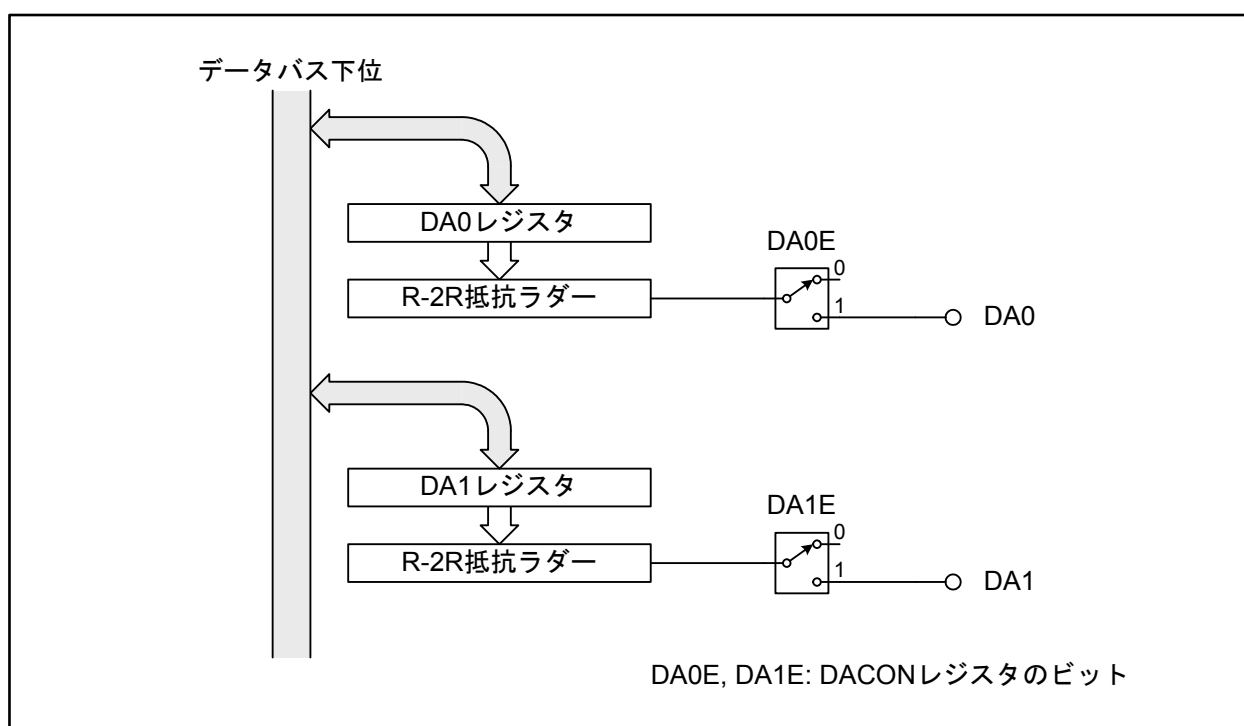 データバス下位
DA0レジスタ
R-2R抵抗ラダー
DA0E
0
1
DA0
DA1レジスタ
R-2R抵抗ラダー
DA1E
0
1
DA1
DA0E, DA1E: DACONレジスタのビット